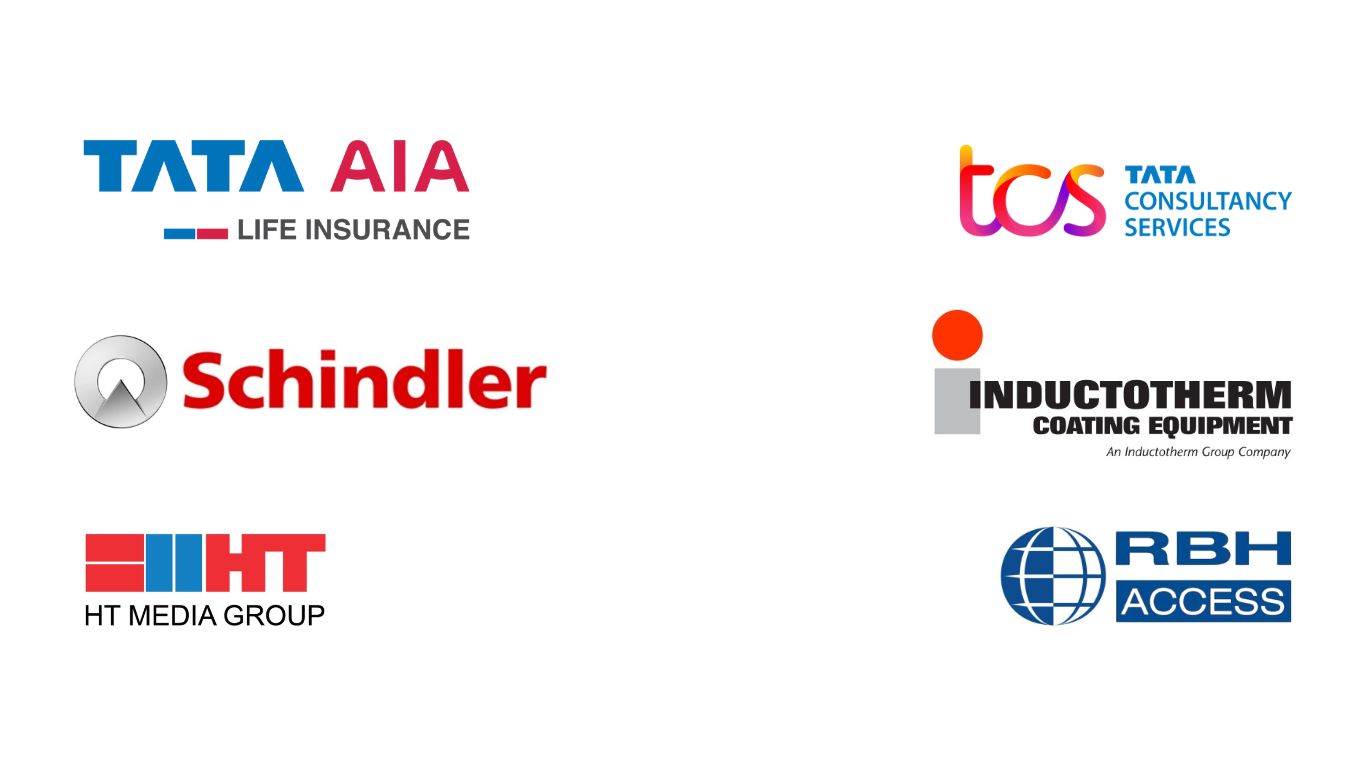 TATA AIA
LIFE INSURANCE
tcs
TATA
CONSULTANCY
SERVICES
Schindler
INDUCTOTHERM
COATING EQUIPMENT
An Inductotherm Group Company
HT
HT MEDIA GROUP
RBH
ACCESS